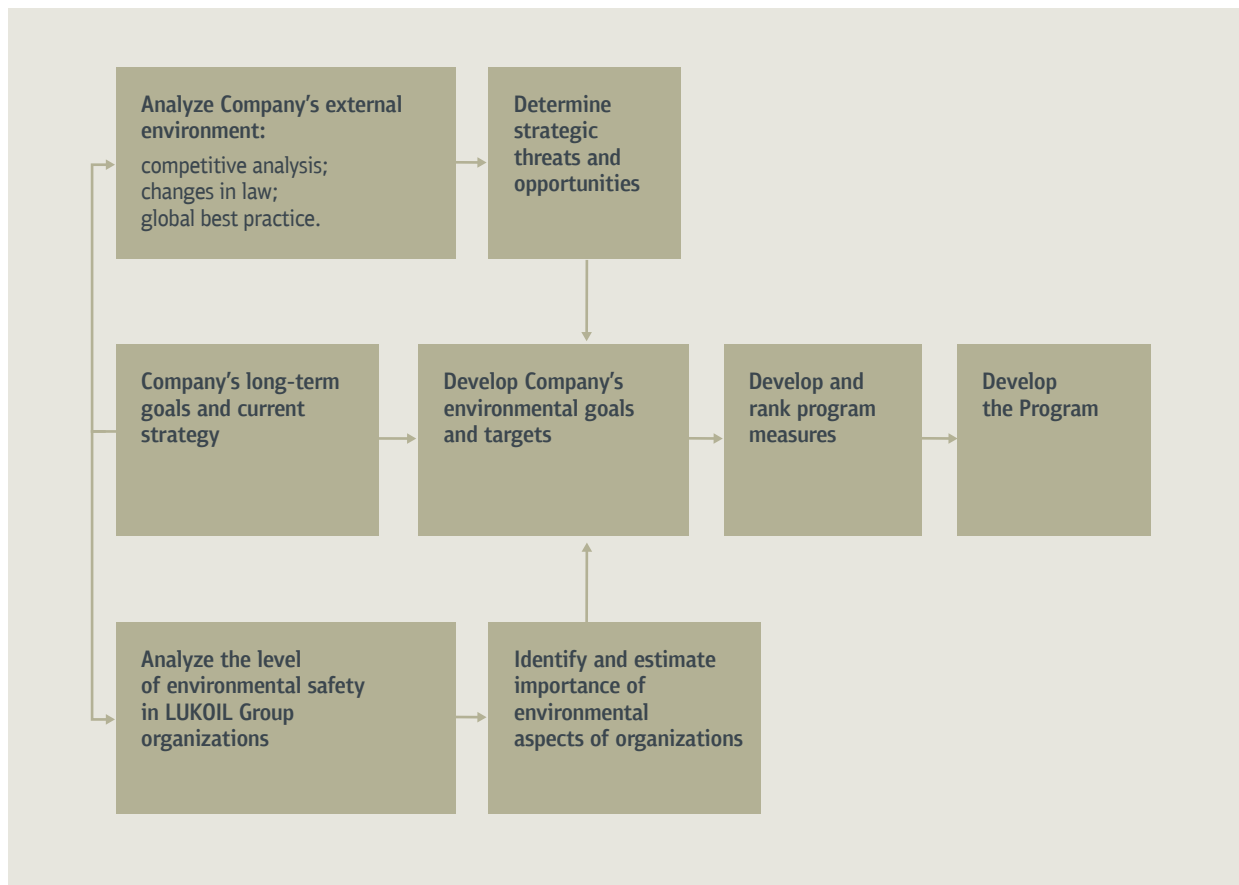 Analyze Company's external
environment:
competitive analysis;
changes in law;
global best practice.
Determine
strategic
threats and
opportunities
Company's long-term
goals and current
strategy
Develop Company's
environmental goals
and targets
Develop and
rank program
measures
Develop
the Program
Analyze the level
of environmental safety
in LUKOIL Group
organizations
Identify and estimate
importance of
environmental
aspects of organizations